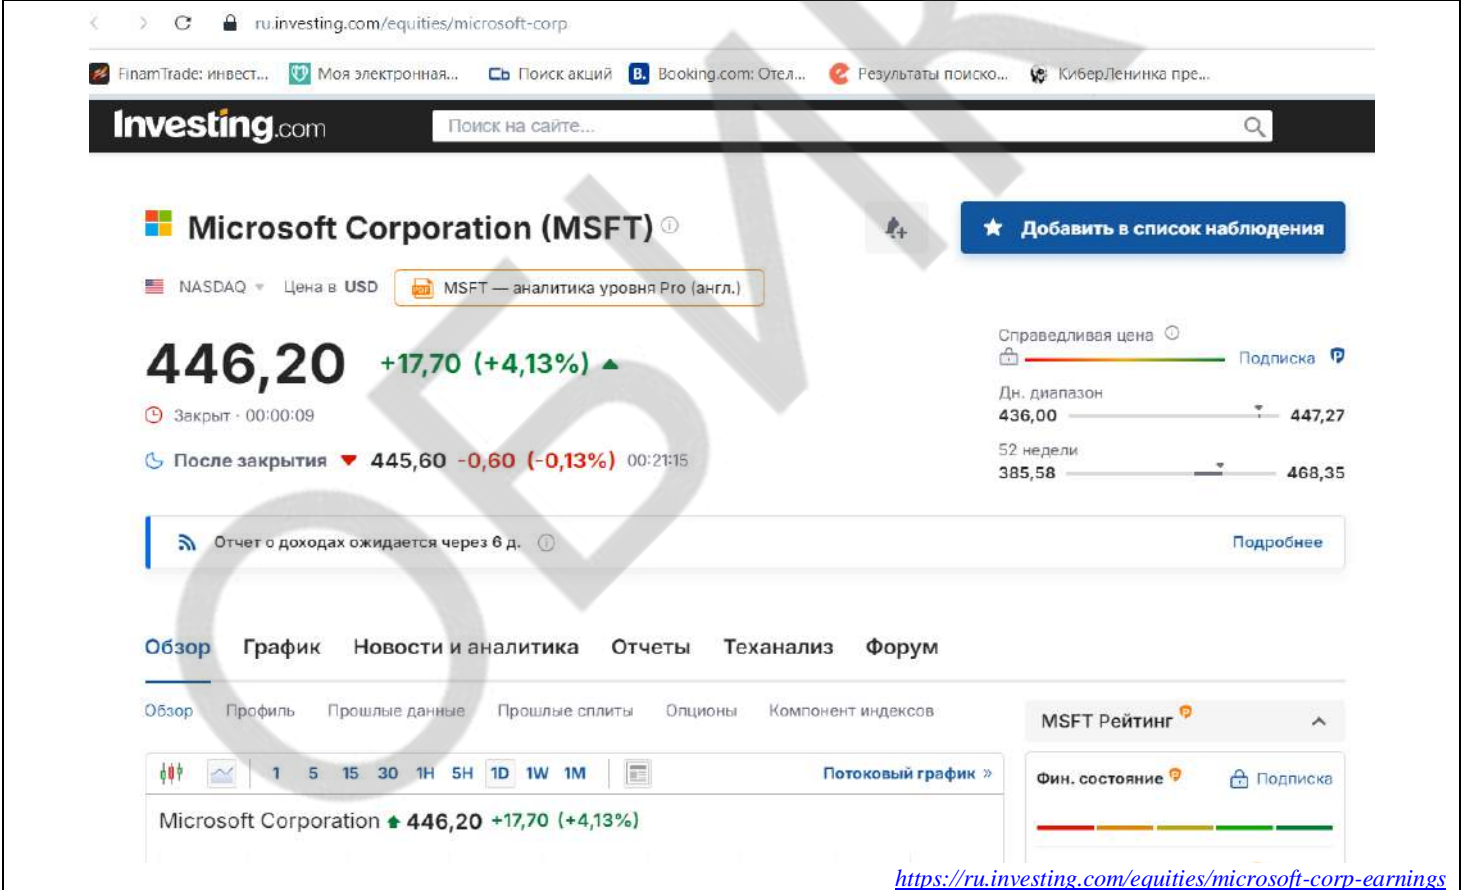 ru.investing.com/equities/microsoft-corp
FinamTrade: инвест... Моя электронная... Сь Поиск акций B. Booking.com: Отел... Результаты поиско... КиберЛенинка пре...
Investing.com Поиск на сайте...
Microsoft Corporation (MSFT)
Добавить в список наблюдения
NASDAQ Цена в USD MSFT — аналитика уровня Pro (англ.)
446,20 +17,70 (+4,13%)
Закрыт · 00:00:09
После закрытия 445,60 -0,60 (-0,13%) 00:21:15
Справедливая цена
Подписка
Дн. диапазон
436,00 447,27
52 недели
385,58 468,35
Отчет о доходах ожидается через 6 д. Подробнее
Обзор График Новости и аналитика Отчеты Теханализ Форум
Обзор Профиль Прошлые данные Прошлые сплиты Опционы Компонент индексов
1 5 15 30 1H 5H 1D 1W 1M Потоковый график »
Microsoft Corporation 446,20 +17,70 (+4,13%)
MSFT Рейтинг
Фин. состояние Подписка
https://ru.investing.com/equities/microsoft-corp-earnings
ОБИ